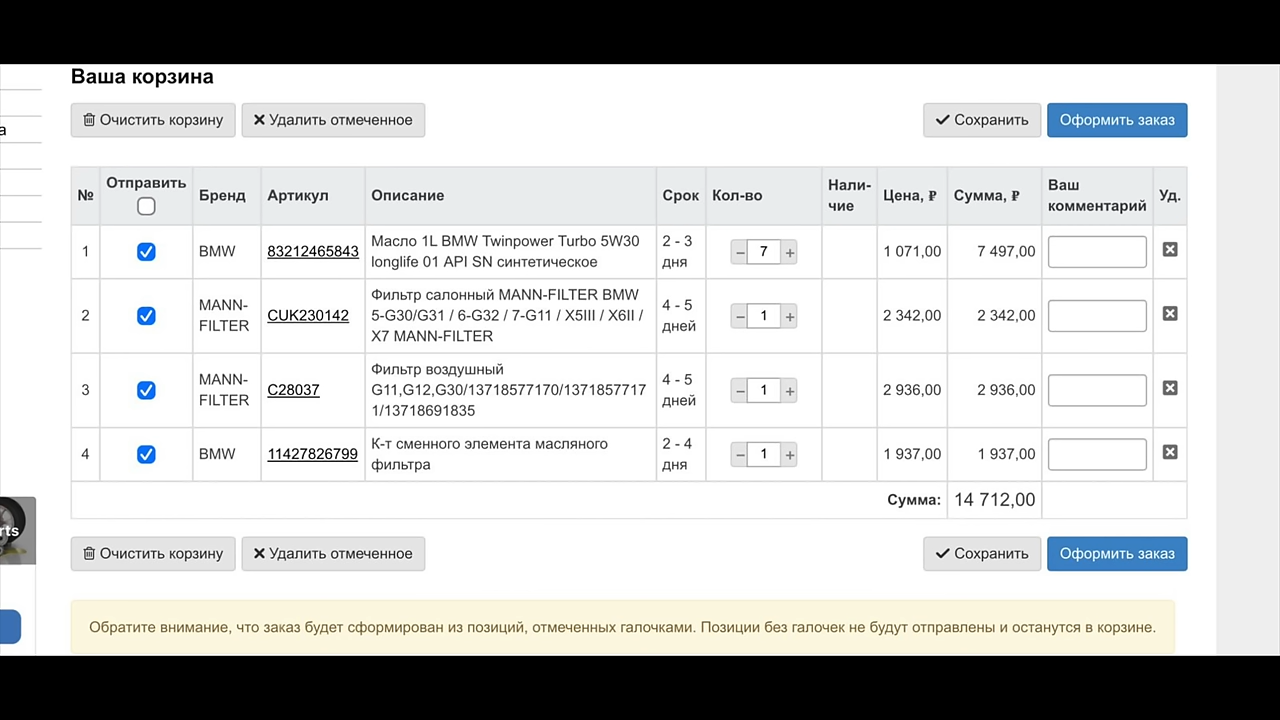 Ваша корзина
а
Очистить корзину
Удалить отмеченное
Сохранить
Оформить заказ
№
Отправить
Бренд
Артикул
Описание
Срок
Кол-во
Нали-
чие
Цена, ₽
Сумма, ₽
Ваш
комментарий
Уд.
1
BMW
83212465843
Масло 1L BMW Twinpower Turbo 5W30
longlife 01 API SN синтетическое
2 - 3
дня
− 7 +
1 071,00
7 497,00
2
MANN-
FILTER
CUK230142
Фильтр салонный MANN-FILTER BMW
5-G30/G31 / 6-G32 / 7-G11 / X5III / X6II /
X7 MANN-FILTER
4 - 5
дней
− 1 +
2 342,00
2 342,00
3
MANN-
FILTER
C28037
Фильтр воздушный
G11,G12,G30/13718577170/1371857717
1/13718691835
4 - 5
дней
− 1 +
2 936,00
2 936,00
4
BMW
11427826799
К-т сменного элемента масляного
фильтра
2 - 4
дня
− 1 +
1 937,00
1 937,00
Сумма:
14 712,00
rts
Очистить корзину
Удалить отмеченное
Сохранить
Оформить заказ
Обратите внимание, что заказ будет сформирован из позиций, отмеченных галочками. Позиции без галочек не будут отправлены и останутся в корзине.